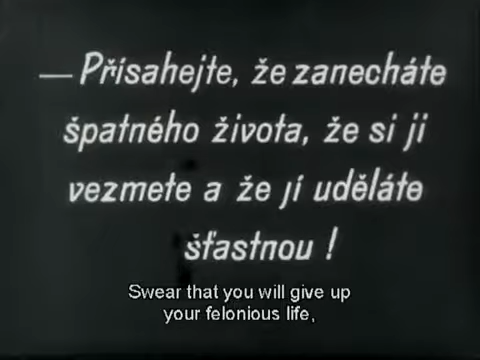 — Přísahejte, že zanecháte
špatného života, že si ji
vezmete a že jí uděláte
šťastnou !
Swear that you will give up
your felonious life,